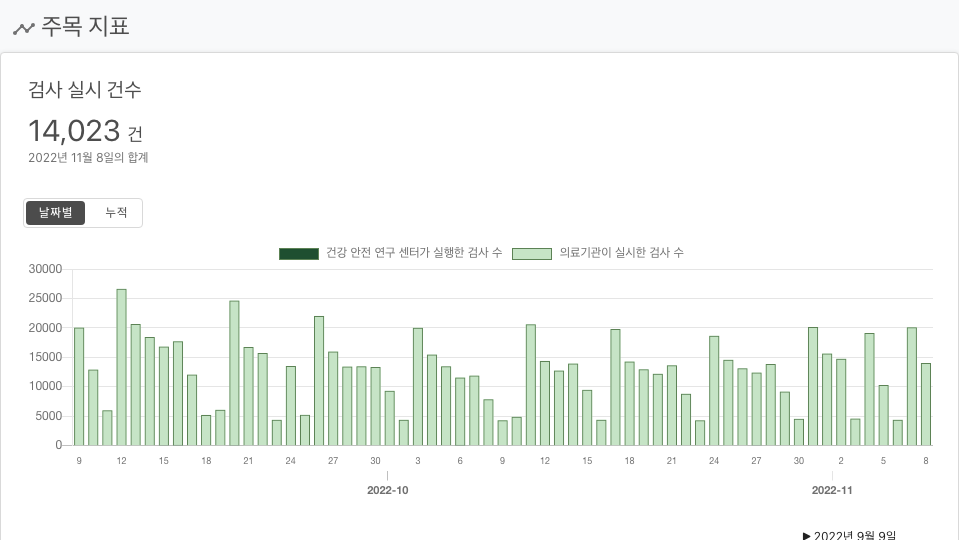 주목 지표
검사 실시 건수
14,023 건
2022년 11월 8일의 합계
날짜별 누적
건강 안전 연구 센터가 실행한 검사 수 의료기관이 실시한 검사 수
30000
25000
20000
15000
10000
5000
0
9 12 15 18 21 24 27 30 3 6 9 12 15 18 21 24 27 30 2 5 8
2022-10 2022-11
▶ 2022년 9월 9일